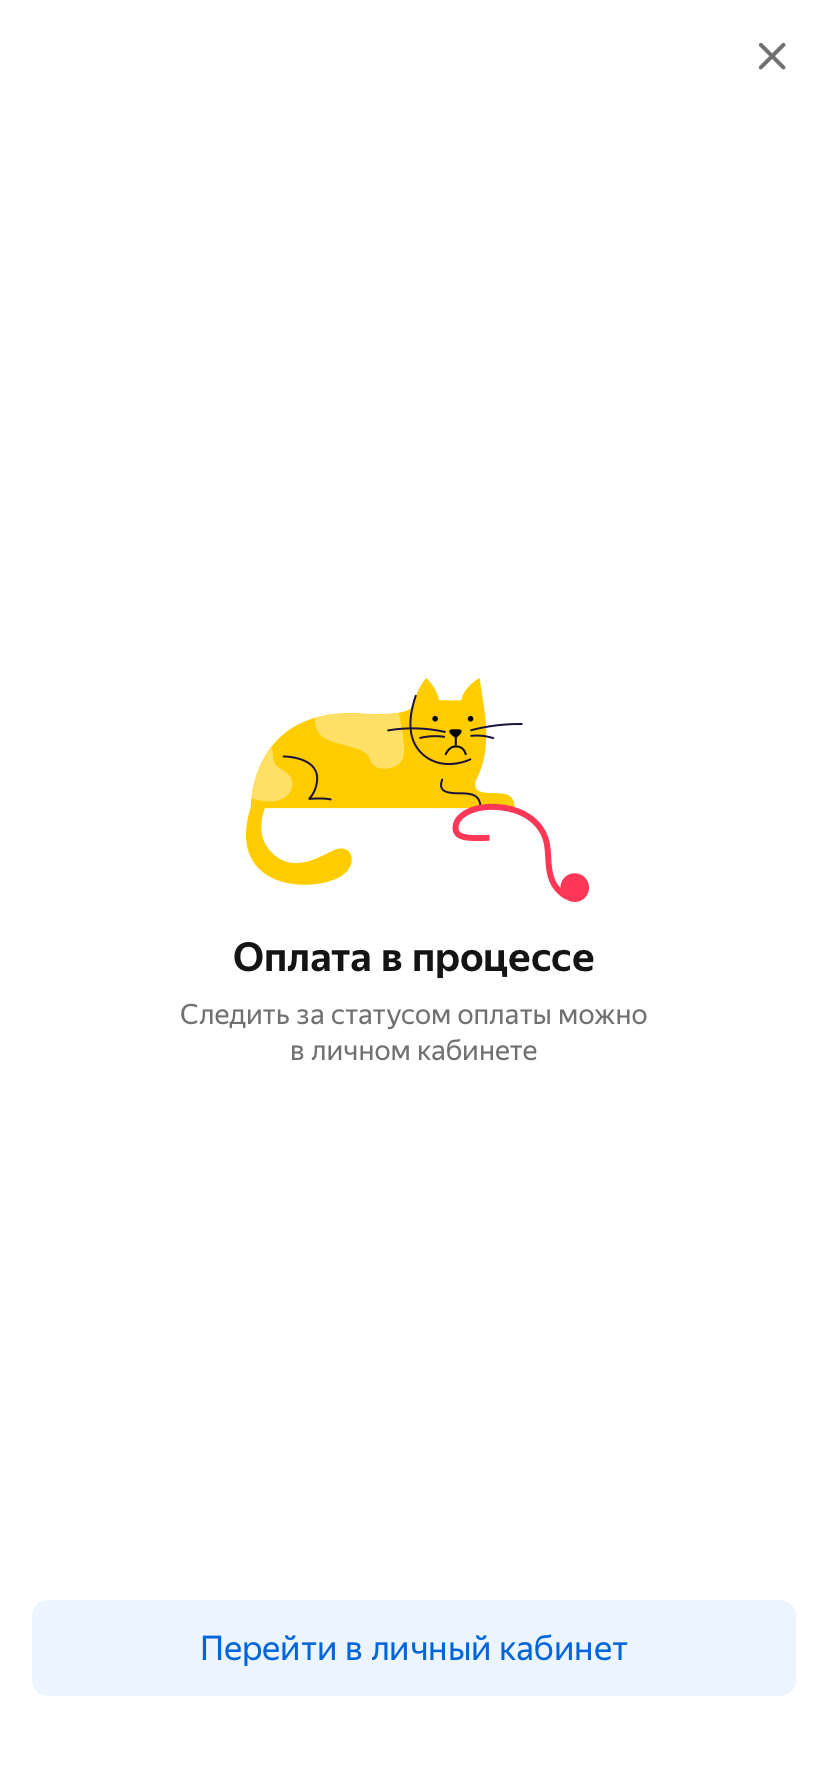 Оплата в процессе
Следить за статусом оплаты можно
в личном кабинете
Перейти в личный кабинет